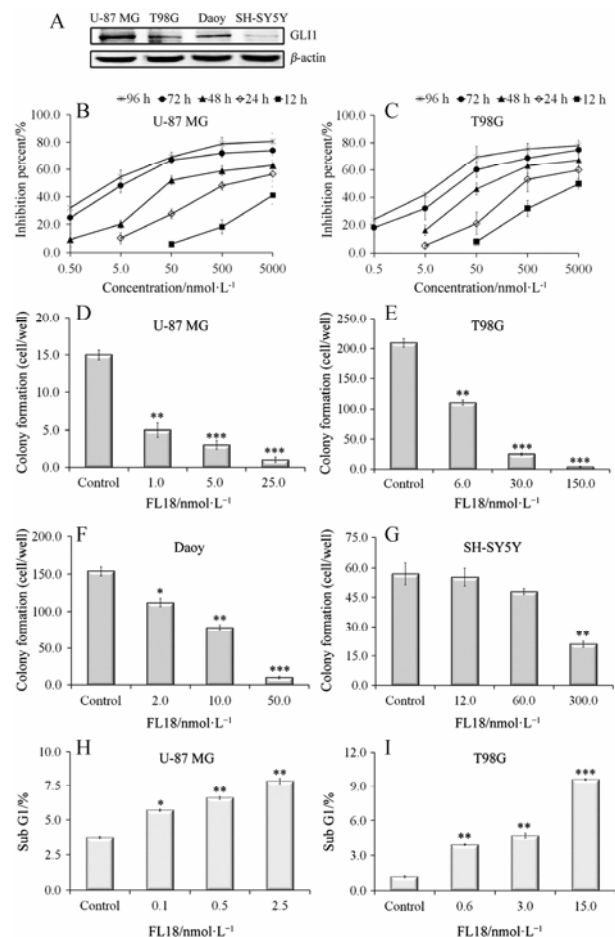 A
U-87 MG T98G Daoy SH-SY5Y
GLI1
β-actin
B
96 h 72 h 48 h 24 h 12 h
U-87 MG
Inhibition percent/%
100.0
80.0
60.0
40.0
20.0
0.0
0.50 5.0 50 500 5000
Concentration/nmol·L⁻¹
C
96 h 72 h 48 h 24 h 12 h
T98G
Inhibition percent/%
100.0
80.0
60.0
40.0
20.0
0.0
0.5 5.0 50 500 5000
Concentration/nmol·L⁻¹
D
U-87 MG
Colony formation (cell/well)
20.0
15.0
10.0
5.0
0.0
** *** ***
Control 1.0 5.0 25.0
FL18/nmol·L⁻¹
E
T98G
Colony formation (cell/well)
250.0
200.0
150.0
100.0
50.0
0.0
** *** ***
Control 6.0 30.0 150.0
FL18/nmol·L⁻¹
F
Daoy
Colony formation (cell/well)
200.0
150.0
100.0
50.0
0.0
* ** ***
Control 2.0 10.0 50.0
FL18/nmol·L⁻¹
G
SH-SY5Y
Colony formation (cell/well)
75.0
60.0
45.0
30.0
15.0
0.0
**
Control 12.0 60.0 300.0
FL18/nmol·L⁻¹
H
U-87 MG
Sub G1/%
10.0
7.5
5.0
2.5
0.0
* ** **
Control 0.1 0.5 2.5
FL18/nmol·L⁻¹
I
T98G
Sub G1/%
12.0
9.0
6.0
3.0
0.0
** ** ***
Control 0.6 3.0 15.0
FL18/nmol·L⁻¹